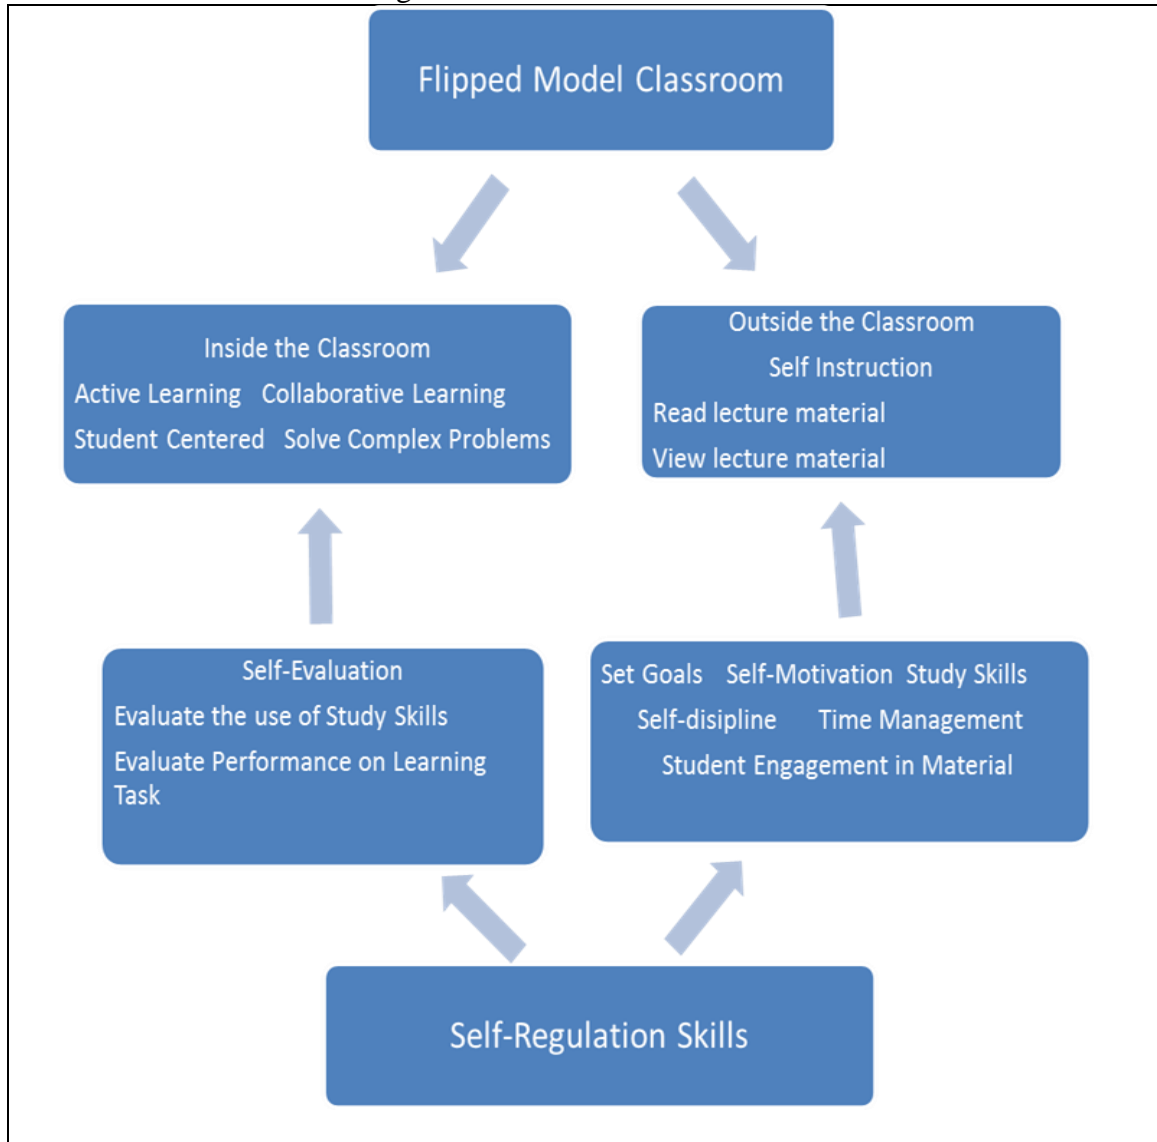 Flipped Model Classroom
Inside the Classroom
Active Learning Collaborative Learning
Student Centered Solve Complex Problems
Outside the Classroom
Self Instruction
Read lecture material
View lecture material
Self-Evaluation
Evaluate the use of Study Skills
Evaluate Performance on Learning
Task
Set Goals Self-Motivation Study Skills
Self-disipline Time Management
Student Engagement in Material
Self-Regulation Skills